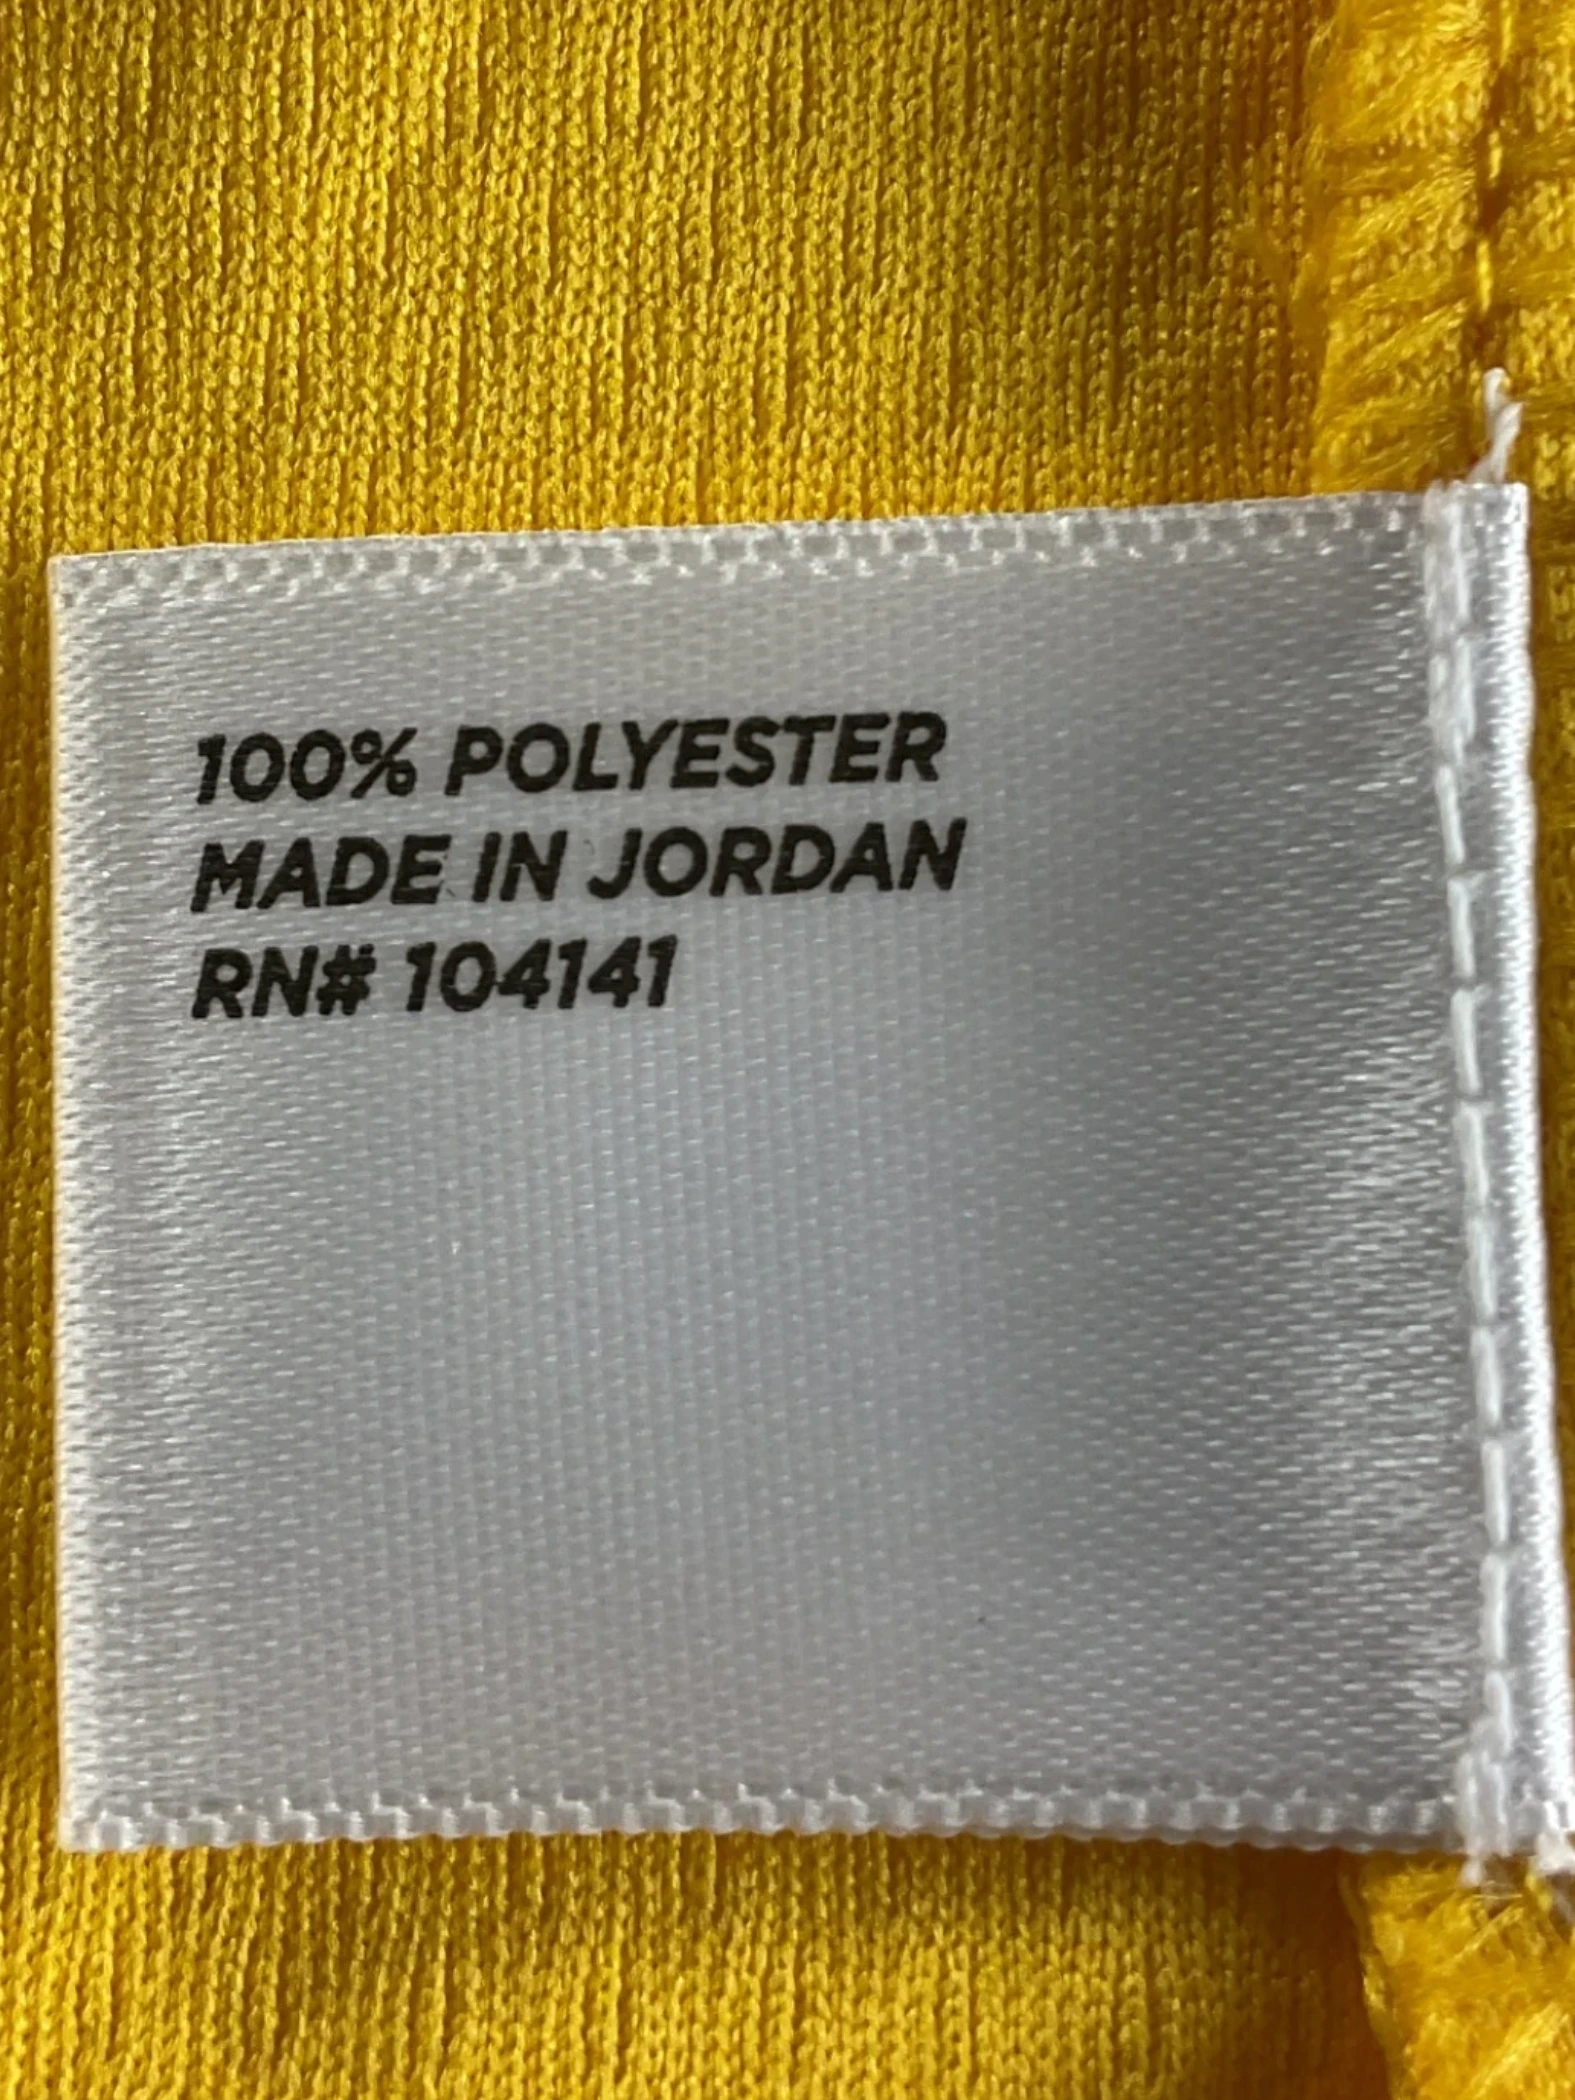 100% POLYESTER
MADE IN JORDAN
RN# 104141